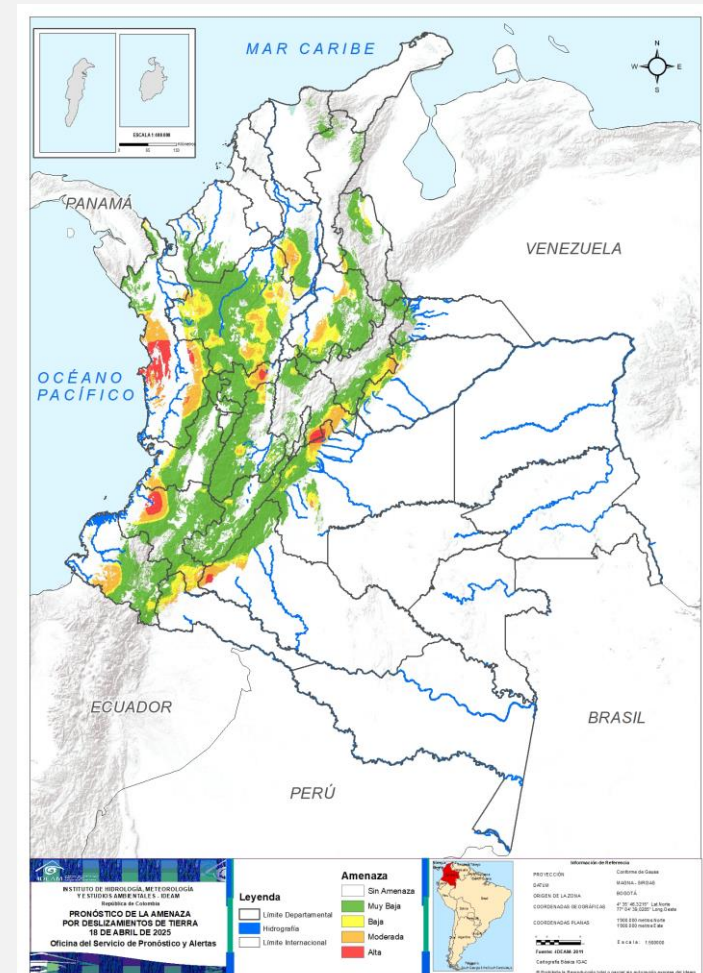 MAR CARIBE
N
W
E
S
PANAMÁ
VENEZUELA
OCÉANO
PACÍFICO
ECUADOR
BRASIL
PERÚ
IDEAM
INSTITUTO DE HIDROLOGÍA, METEOROLOGÍA
Y ESTUDIOS AMBIENTALES - IDEAM
República de Colombia
PRONÓSTICO DE LA AMENAZA
POR DESLIZAMIENTOS DE TIERRA
18 DE ABRIL DE 2025
Oficina del Servicio de Pronóstico y Alertas
Leyenda
Límite Departamental
Hidrografía
Límite Internacional
Amenaza
Sin Amenaza
Muy Baja
Baja
Moderada
Alta
Información de Referencia
PROYECCIÓN
Conforme de Gauss
DATUM
MAGNA - SIRGAS
ORIGEN DE LA ZONA
BOGOTÁ
COORDENADAS GEOGRÁFICAS
COORDENADAS PLANAS
Fuente: IDEAM 2011
Cartografía Básica IGAC